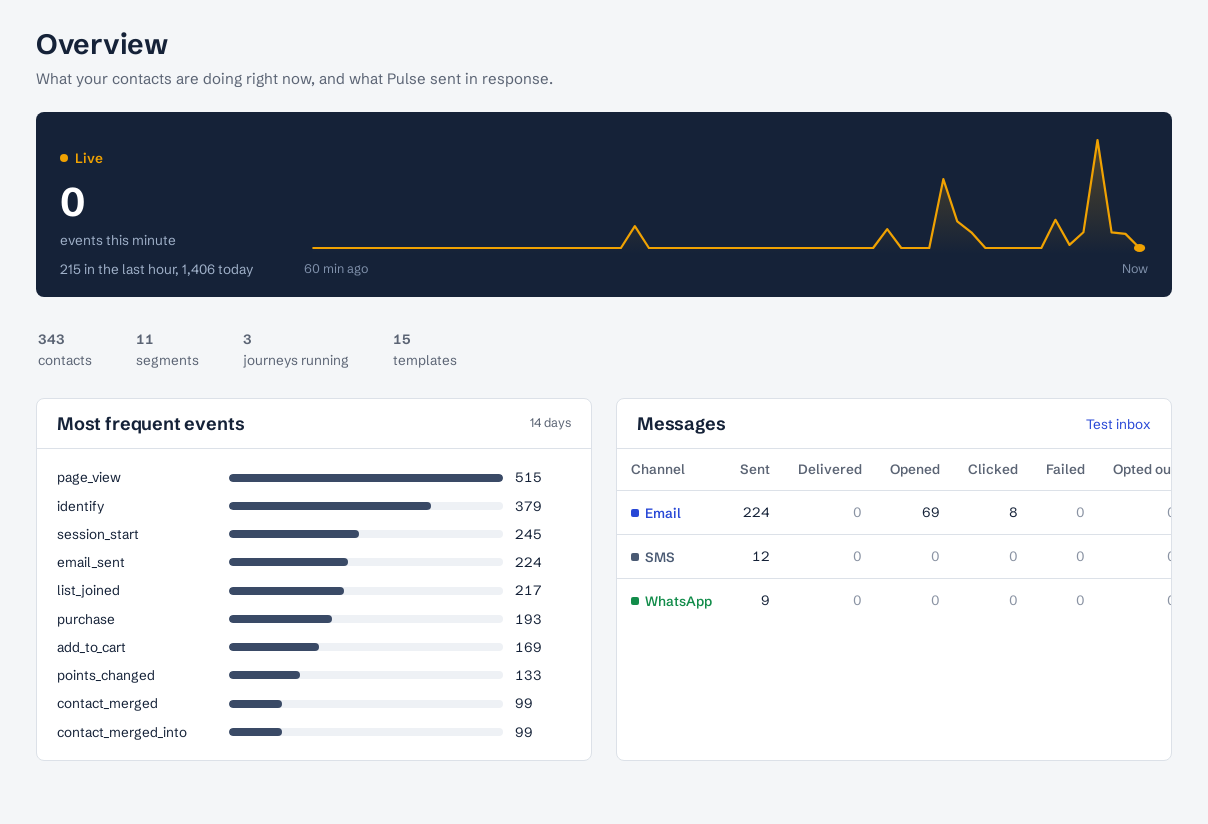 Overview
What your contacts are doing right now, and what Pulse sent in response.
Live
0
events this minute
215 in the last hour, 1,406 today
60 min ago
Now
343
contacts
11
segments
3
journeys running
15
templates
Most frequent events
14 days
page_view 515
identify 379
session_start 245
email_sent 224
list_joined 217
purchase 193
add_to_cart 169
points_changed 133
contact_merged 99
contact_merged_into 99
Messages
Test inbox
Channel Sent Delivered Opened Clicked Failed Opted ou
Email 224 0 69 8 0
SMS 12 0 0 0 0
WhatsApp 9 0 0 0 0